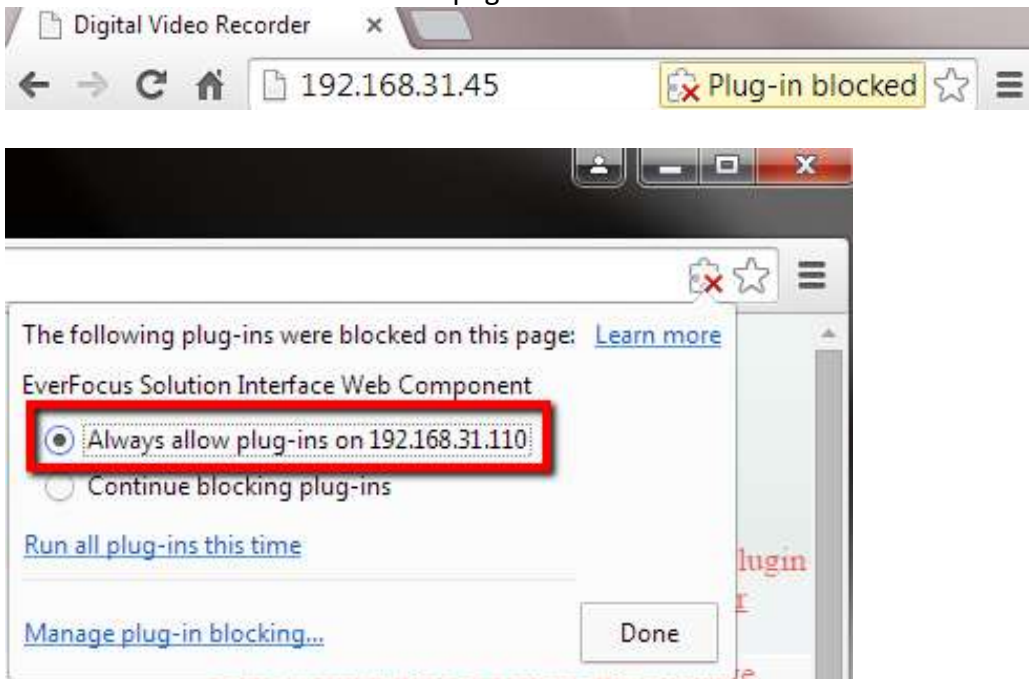 Digital Video Recorder
192.168.31.45 Plug-in blocked
The following plug-ins were blocked on this page: Learn more
EverFocus Solution Interface Web Component
Always allow plug-ins on 192.168.31.110
Continue blocking plug-ins
Run all plug-ins this time
lugin
Manage plug-in blocking...
Done